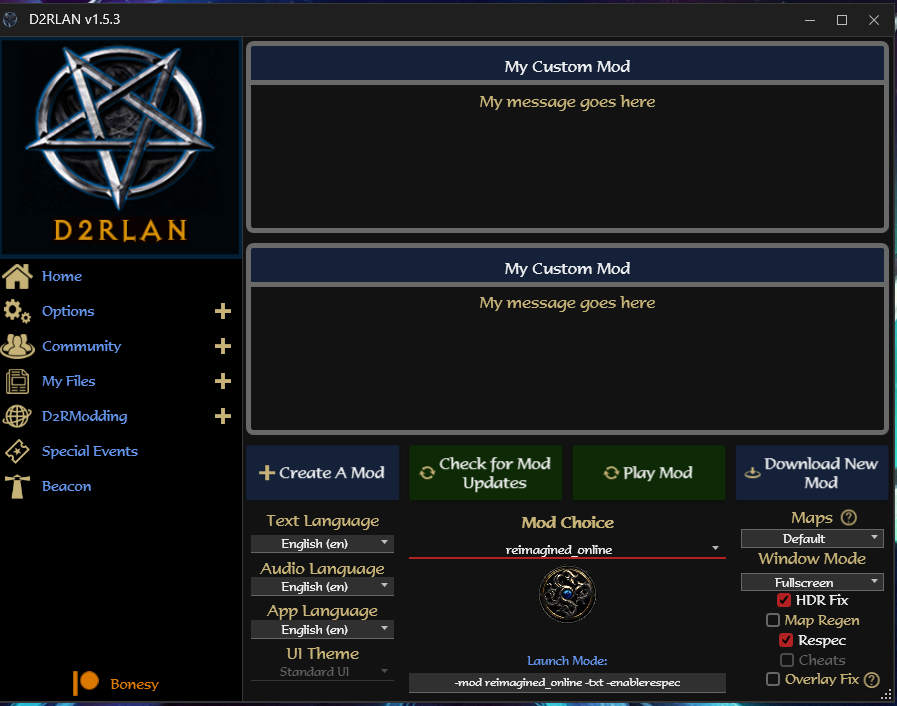 D2RLAN v1.5.3
D2RLAN
Home
Options
Community
My Files
D2RModding
Special Events
Beacon
Bonesy
My Custom Mod
My message goes here
My Custom Mod
My message goes here
Create A Mod
Check for Mod
Updates
Play Mod
Download New
Mod
Text Language
English (en)
Audio Language
English (en)
App Language
English (en)
UI Theme
Standard UI
Mod Choice
reimagined_online
Launch Mode:
-mod reimagined_online -txt -enablerespec
Maps ?
Default
Window Mode
Fullscreen
HDR Fix
Map Regen
Respec
Cheats
Overlay Fix ?